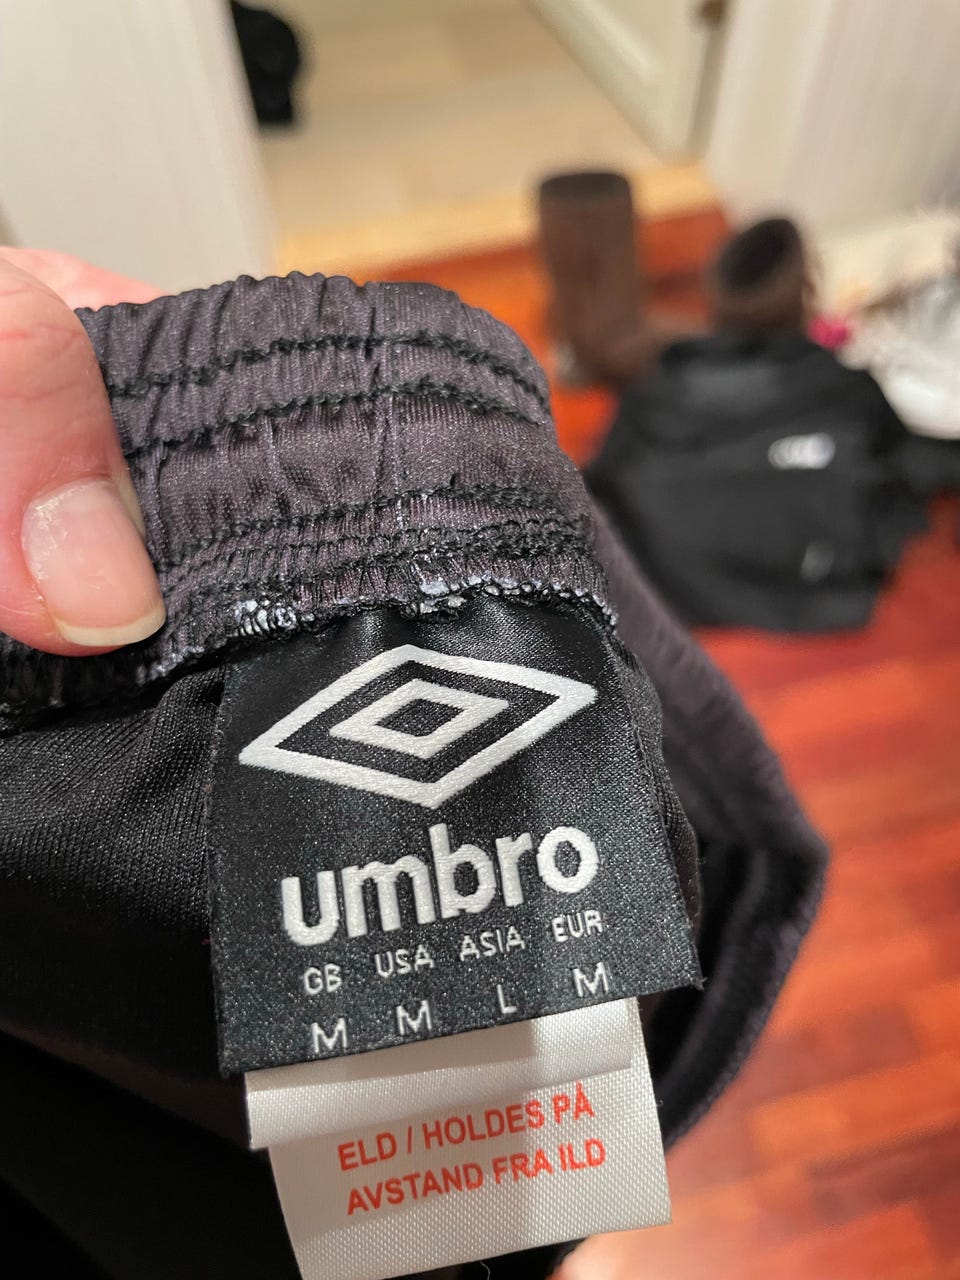 umbro
GB USA ASIA EUR
M M L M
ELD / HOLDES PÅ
AVSTAND FRA ILD